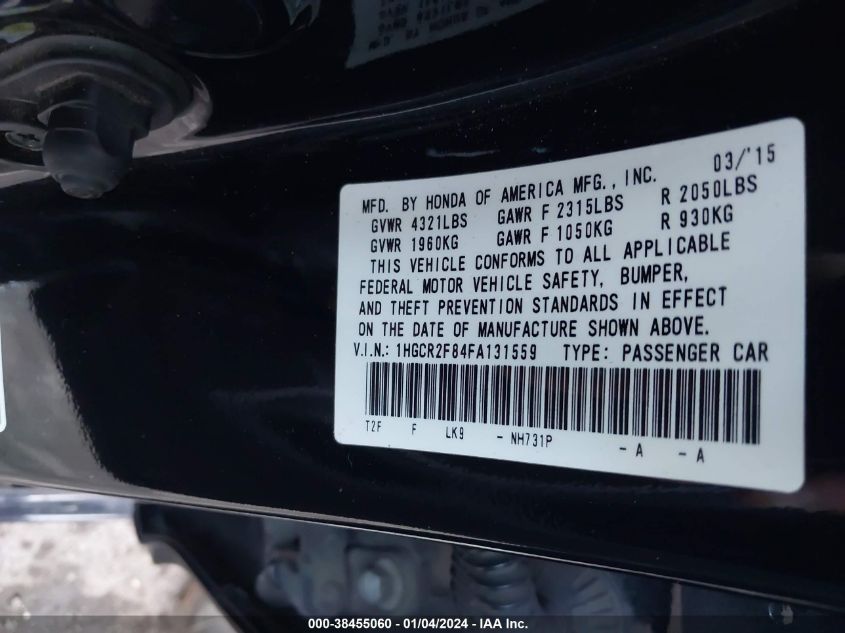 03/'15
MFD. BY HONDA OF AMERICA MFG., INC.
GVWR 4321LBS GAWR F 2315LBS R 2050LBS
GVWR 1960KG GAWR F 1050KG R 930KG
THIS VEHICLE CONFORMS TO ALL APPLICABLE
FEDERAL MOTOR VEHICLE SAFETY, BUMPER,
AND THEFT PREVENTION STANDARDS IN EFFECT
ON THE DATE OF MANUFACTURE SHOWN ABOVE.
V.I.N.: 1HGCR2F84FA131559 TYPE: PASSENGER CAR
T2F F LK9 - NH731P - A - A
000-38455060 - 01/04/2024 - IAA Inc.